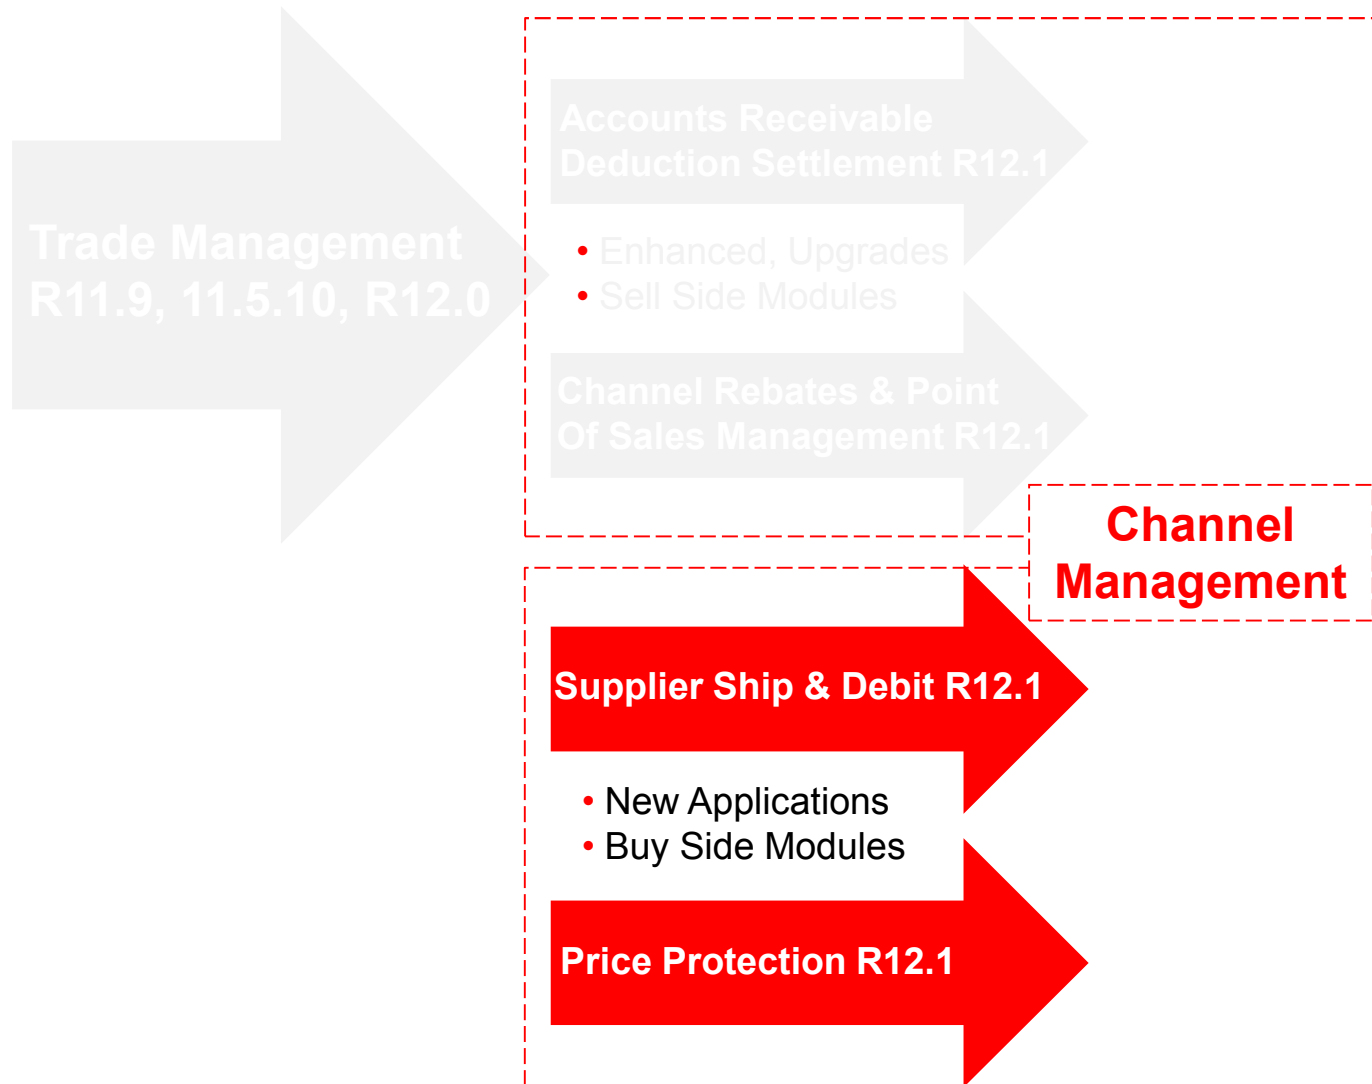 Trade Management
R11.9, 11.5.10, R12.0
Accounts Receivable
Deduction Settlement R12.1
• Enhanced, Upgrades
• Sell Side Modules
Channel Rebates & Point
Of Sales Management R12.1
Channel
Management
Supplier Ship & Debit R12.1
• New Applications
• Buy Side Modules
Price Protection R12.1